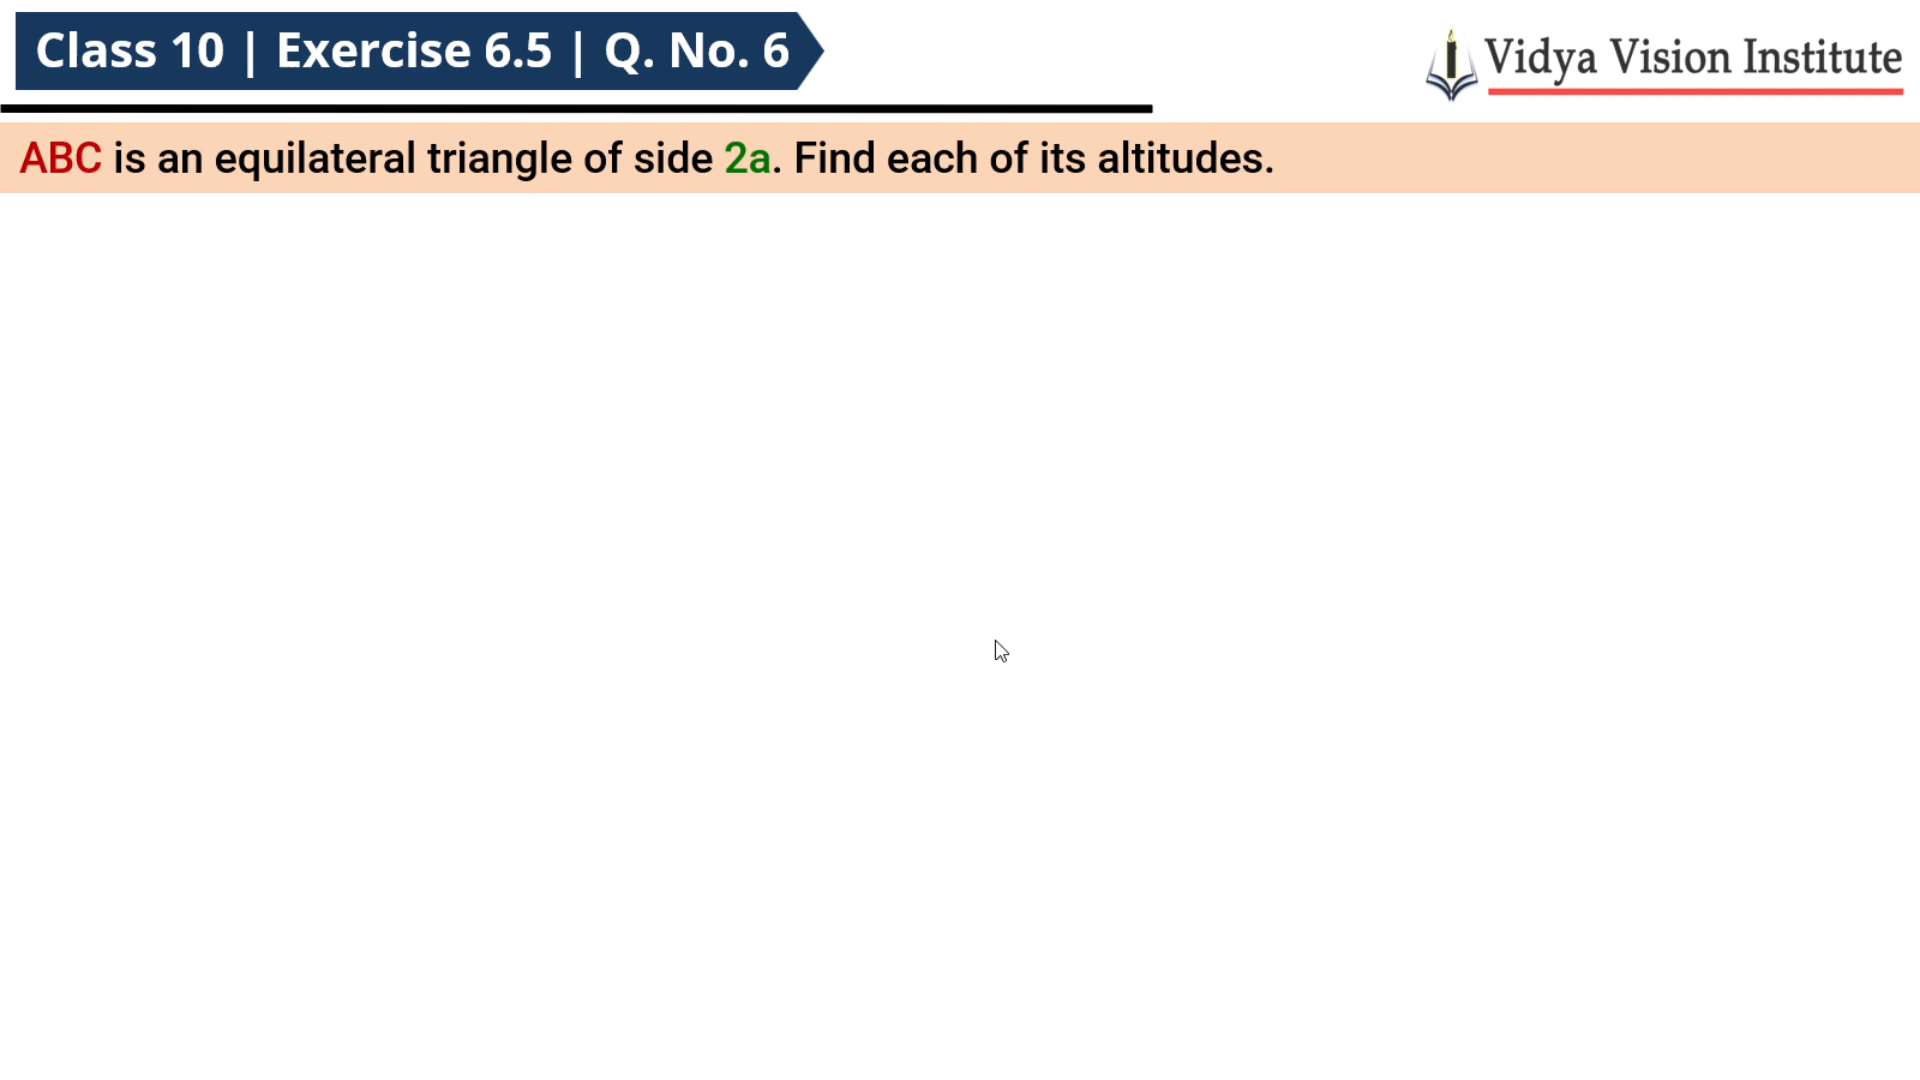 Class 10 | Exercise 6.5 | Q. No. 6
Vidya Vision Institute
ABC is an equilateral triangle of side 2a. Find each of its altitudes.